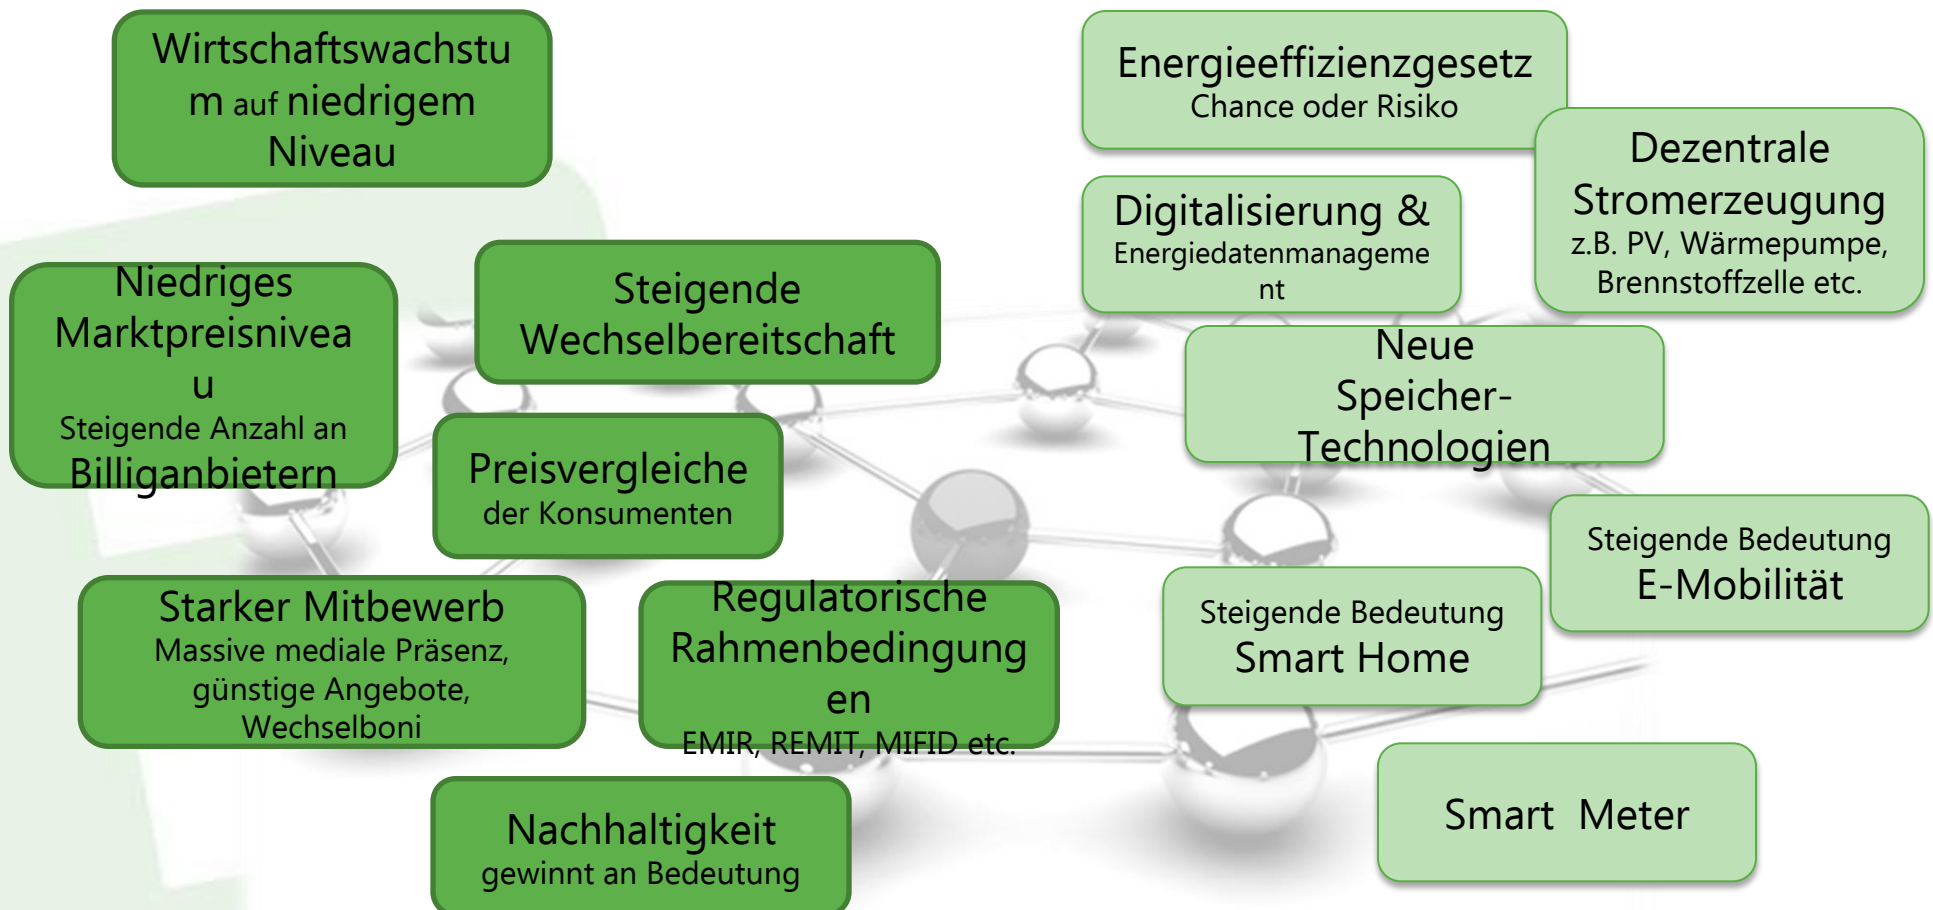 Wirtschaftswachstu
m auf niedrigem
Niveau
Niedriges
Marktpreisnivea
u
Steigende Anzahl an
Billiganbietern
Steigende
Wechselbereitschaft
Preisvergleiche
der Konsumenten
Starker Mitbewerb
Massive mediale Präsenz,
günstige Angebote,
Wechselboni
Regulatorische
Rahmenbedingung
en
EMIR, REMIT, MIFID etc.
Nachhaltigkeit
gewinnt an Bedeutung
Energieeffizienzgesetz
Chance oder Risiko
Dezentrale
Stromerzeugung
z.B. PV, Wärmepumpe,
Brennstoffzelle etc.
Digitalisierung &
Energiedatenmanageme
nt
Neue
Speicher-
Technologien
Steigende Bedeutung
E-Mobilität
Steigende Bedeutung
Smart Home
Smart Meter